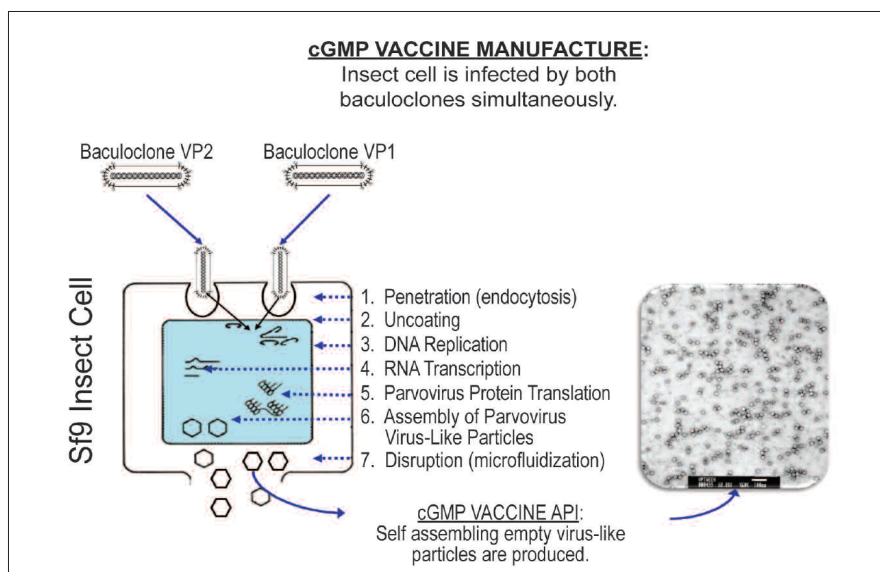 cGMP VACCINE MANUFACTURE:
Insect cell is infected by both
baculoclones simultaneously.
Baculoclone VP2
Baculoclone VP1
Sf9 Insect Cell
1. Penetration (endocytosis)
2. Uncoating
3. DNA Replication
4. RNA Transcription
5. Parvovirus Protein Translation
6. Assembly of Parvovirus
Virus-Like Particles
7. Disruption (microfluidization)
cGMP VACCINE API:
Self assembling empty virus-like
particles are produced.